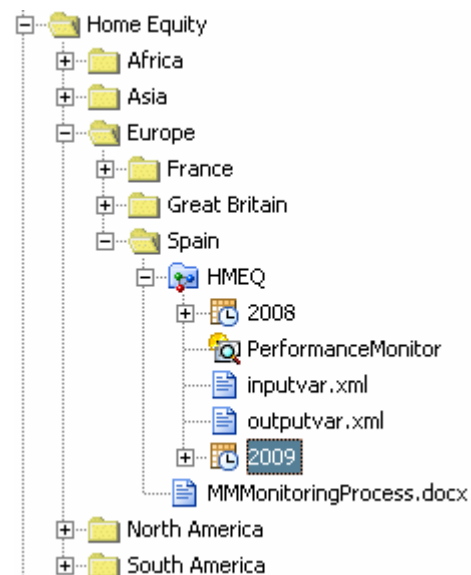 Home Equity
Africa
Asia
Europe
France
Great Britain
Spain
HMEQ
2008
PerformanceMonitor
inputvar.xml
outputvar.xml
2009
MMMonitoringProcess.docx
North America
South America